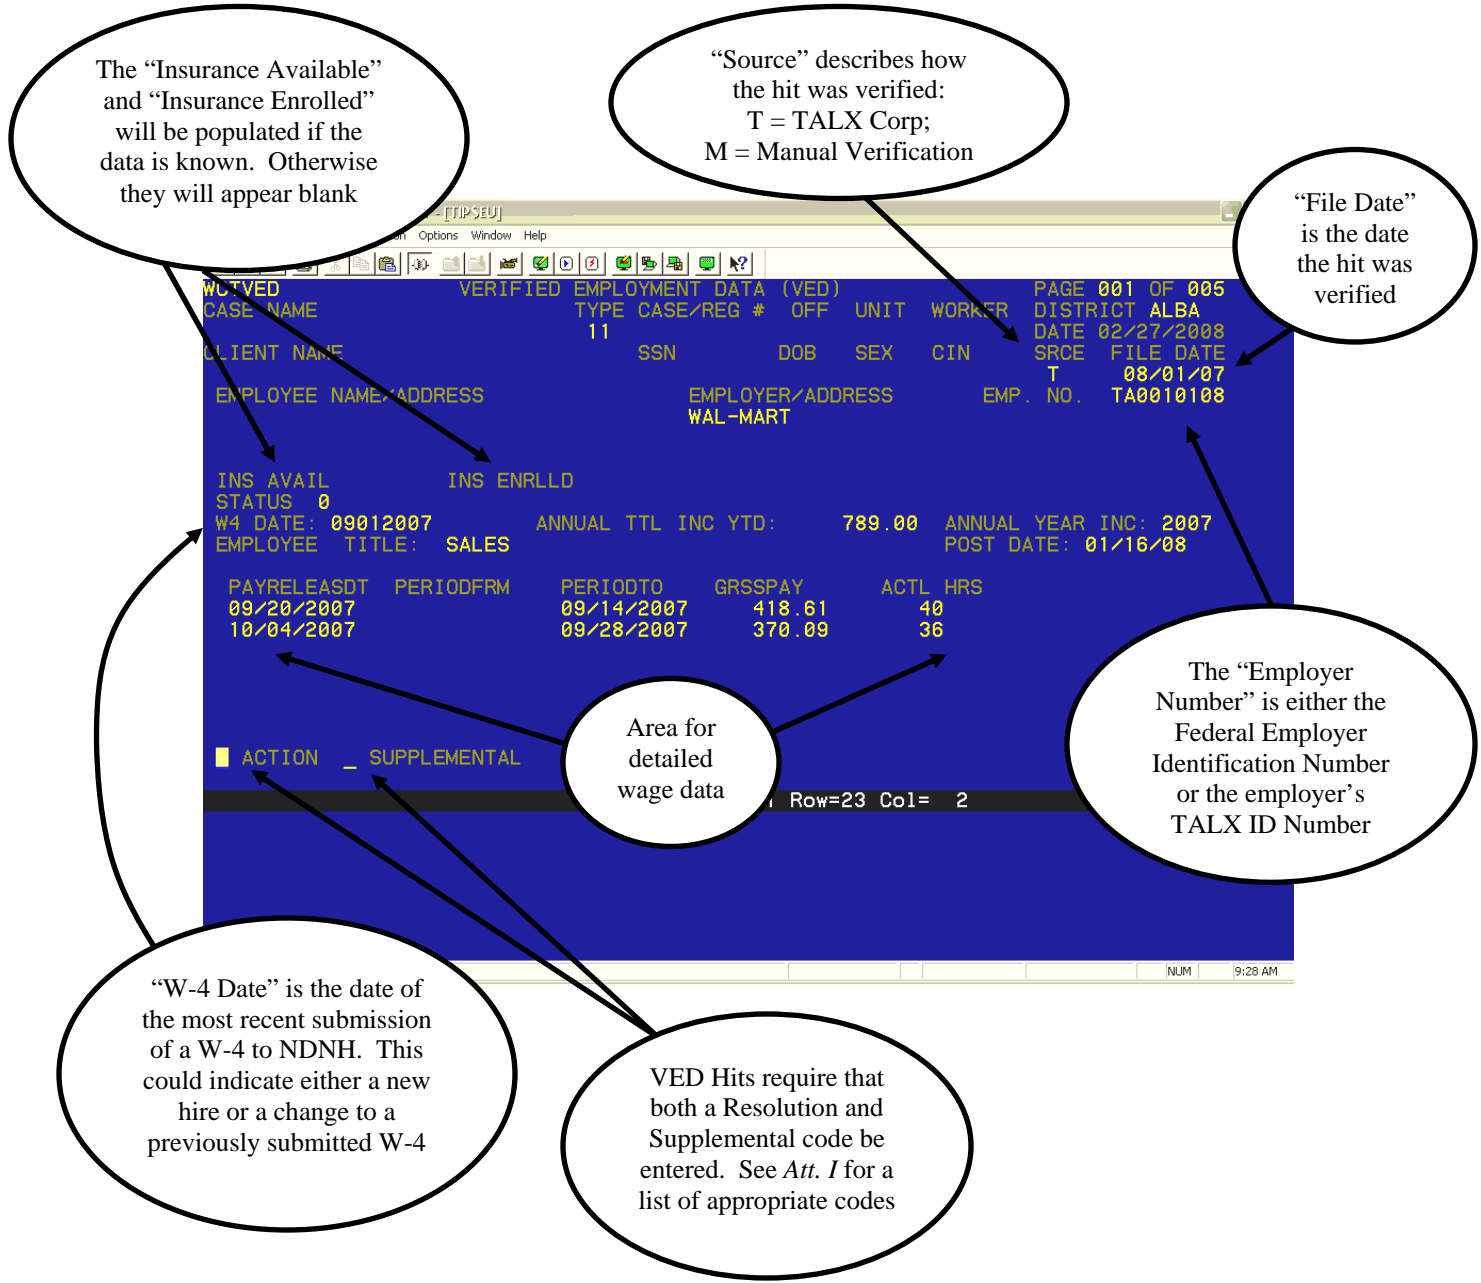 The “Insurance Available”
and “Insurance Enrolled”
will be populated if the
data is known.  Otherwise
they will appear blank
“Source” describes how
the hit was verified:
T = TALX Corp;
M = Manual Verification
“File Date”
is the date
the hit was
verified
- [TIPSEU]
Options Window Help
VERIFIED EMPLOYMENT DATA (VED) PAGE 001 OF 005
CASE NAME TYPE CASE/REG # OFF UNIT WORKER DISTRICT ALBA
11 DATE 02/27/2008
CLIENT NAME SSN DOB SEX CIN SRCE FILE DATE
T 08/01/07
EMPLOYEE NAME/ADDRESS EMPLOYER/ADDRESS EMP. NO. TA0010108
WAL-MART
INS AVAIL INS ENRLLD
STATUS 0
W4 DATE: 09012007 ANNUAL TTL INC YTD: 789.00 ANNUAL YEAR INC: 2007
EMPLOYEE TITLE: SALES POST DATE: 01/16/08
PAYRELEASDT PERIODFRM PERIODTO GRSSPAY ACTL HRS
09/20/2007 09/14/2007 418.61 40
10/04/2007 09/28/2007 370.09 36
ACTION _ SUPPLEMENTAL
Row=23 Col= 2
NUM 9:28 AM
Area for
detailed
wage data
The “Employer
Number” is either the
Federal Employer
Identification Number
or the employer’s
TALX ID Number
“W-4 Date” is the date of
the most recent submission
of a W-4 to NDNH.  This
could indicate either a new
hire or a change to a
previously submitted W-4
VED Hits require that
both a Resolution and
Supplemental code be
entered.  See Att. I for a
list of appropriate codes